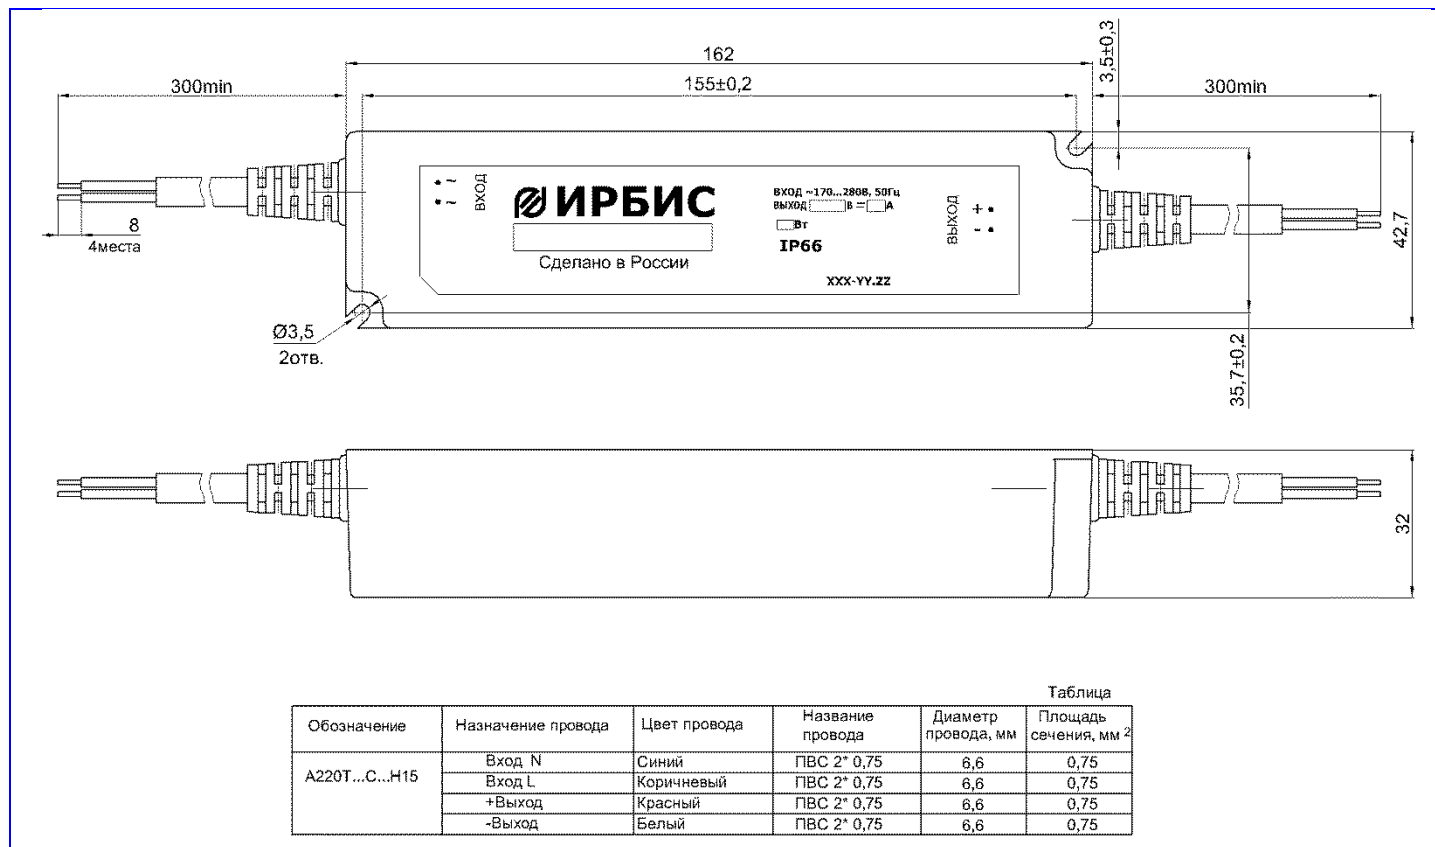 162
3,5±0,3
300min
155±0,2
300min
ВХОД
~
~
ИРБИС
Сделано в России
ВХОД ~170...280В, 50Гц
ВЫХОД В = А
Вт
IP66
XXX-YY.ZZ
ВЫХОД
+
-
8
4места
42,7
Ø3,5
2отв.
35,7±0,2
32
Таблица
Обозначение Назначение провода Цвет провода Название провода Диаметр провода, мм Площадь сечения, мм 2
А220Т...С...Н15 Вход N Синий ПВС 2* 0,75 6,6 0,75
Вход L Коричневый ПВС 2* 0,75 6,6 0,75
+Выход Красный ПВС 2* 0,75 6,6 0,75
-Выход Белый ПВС 2* 0,75 6,6 0,75